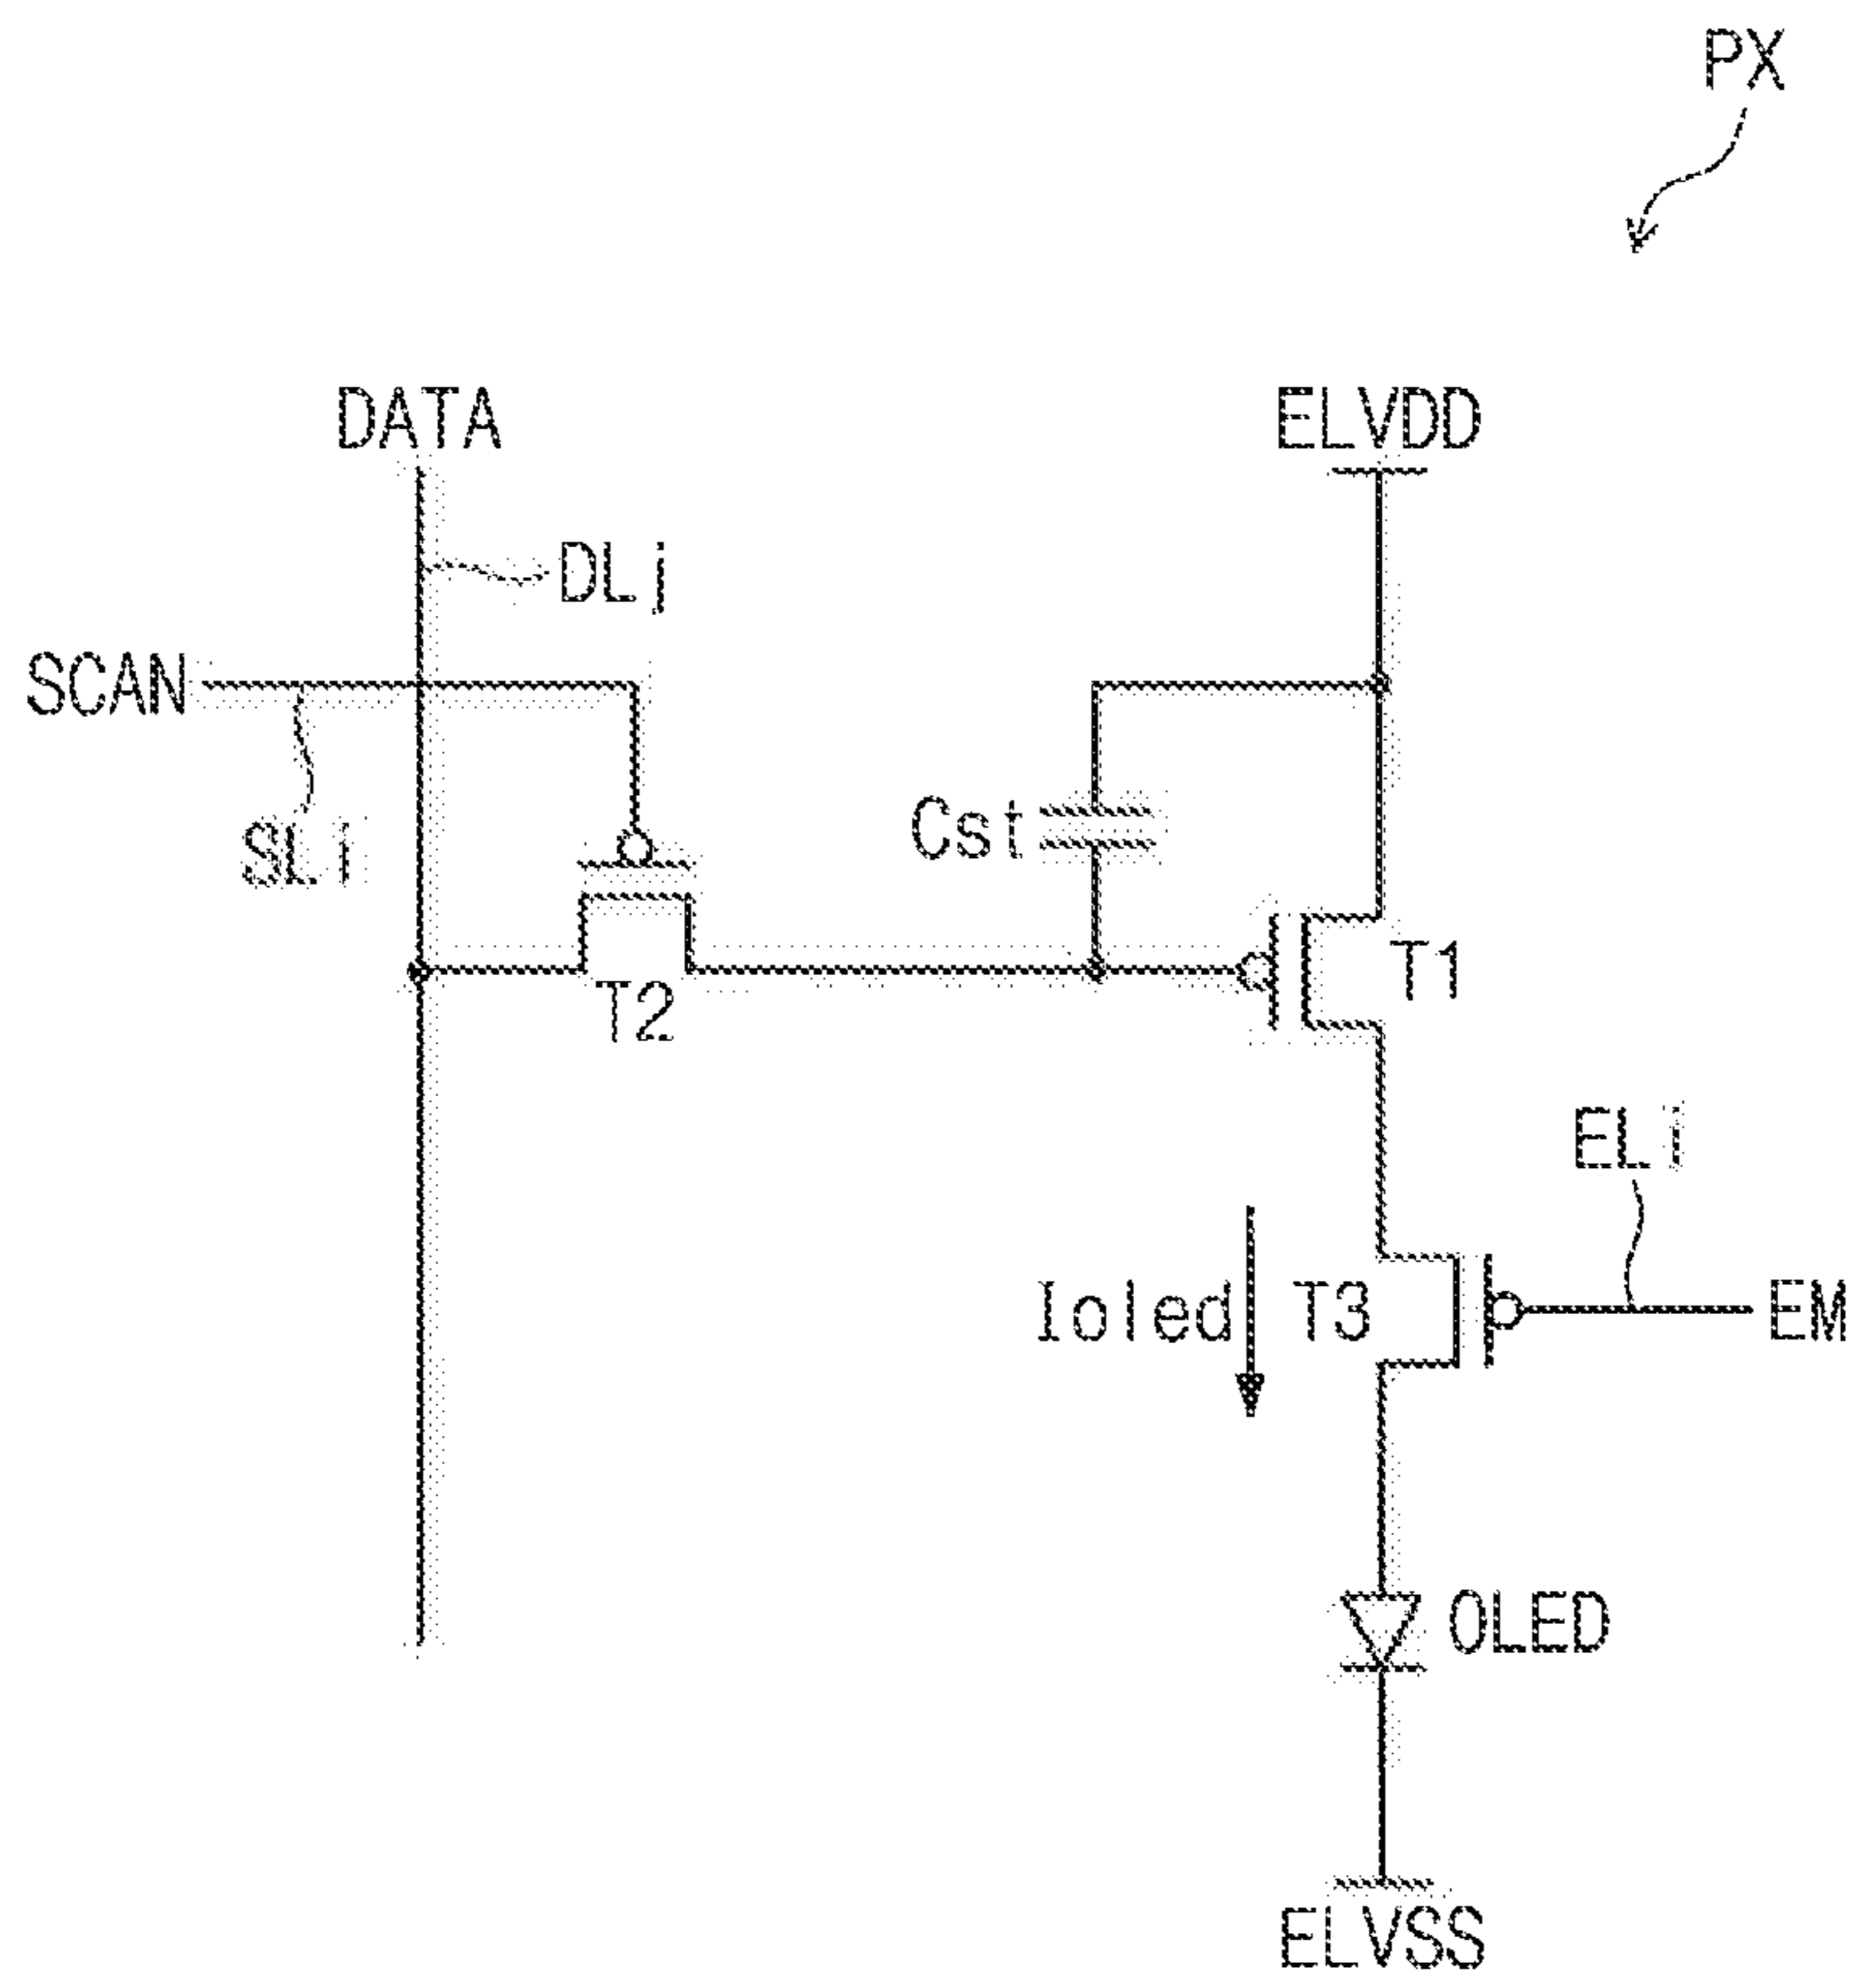 PX
DATA
ELVDD
DLj
SCAN
Cst
SLi
T1
T2
ELi
Ioled
T3
EM
OLED
ELVSS